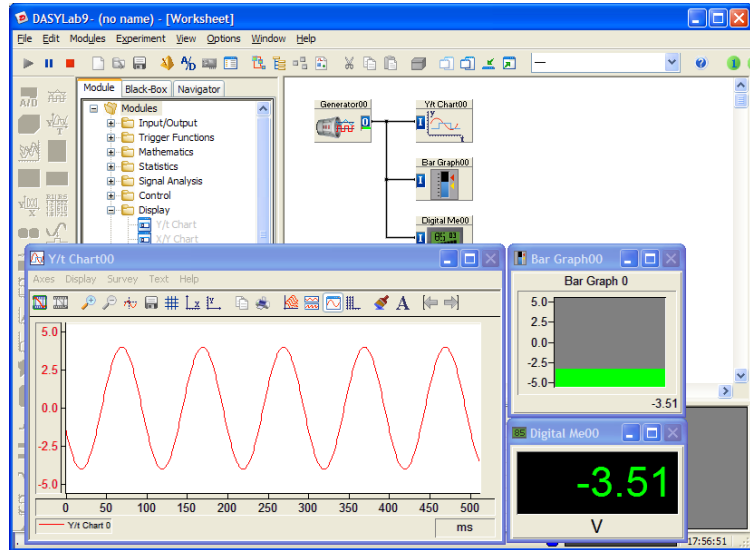 DASYLab9 - (no name) - [Worksheet]
File Edit Modules Experiment View Options Window Help
A/D
Module Black-Box Navigator
Modules
Input/Output
Trigger Functions
Mathematics
Statistics
Signal Analysis
Control
Display
Y/t Chart
X/Y Chart
Generator00
0
Y/t Chart00
I
y
t
Bar Graph00
I
Digital Me00
I
85 03
Y/t Chart00
Axes Display Survey Text Help
5.0
2.5
0.0
-2.5
-5.0
0 50 100 150 200 250 300 350 400 450 500
Y/t Chart 0
ms
Bar Graph00
Bar Graph 0
5.0
2.5
-0.0
-2.5
-5.0
-3.51
85 Digital Me00
-3.51
V
17:56:51